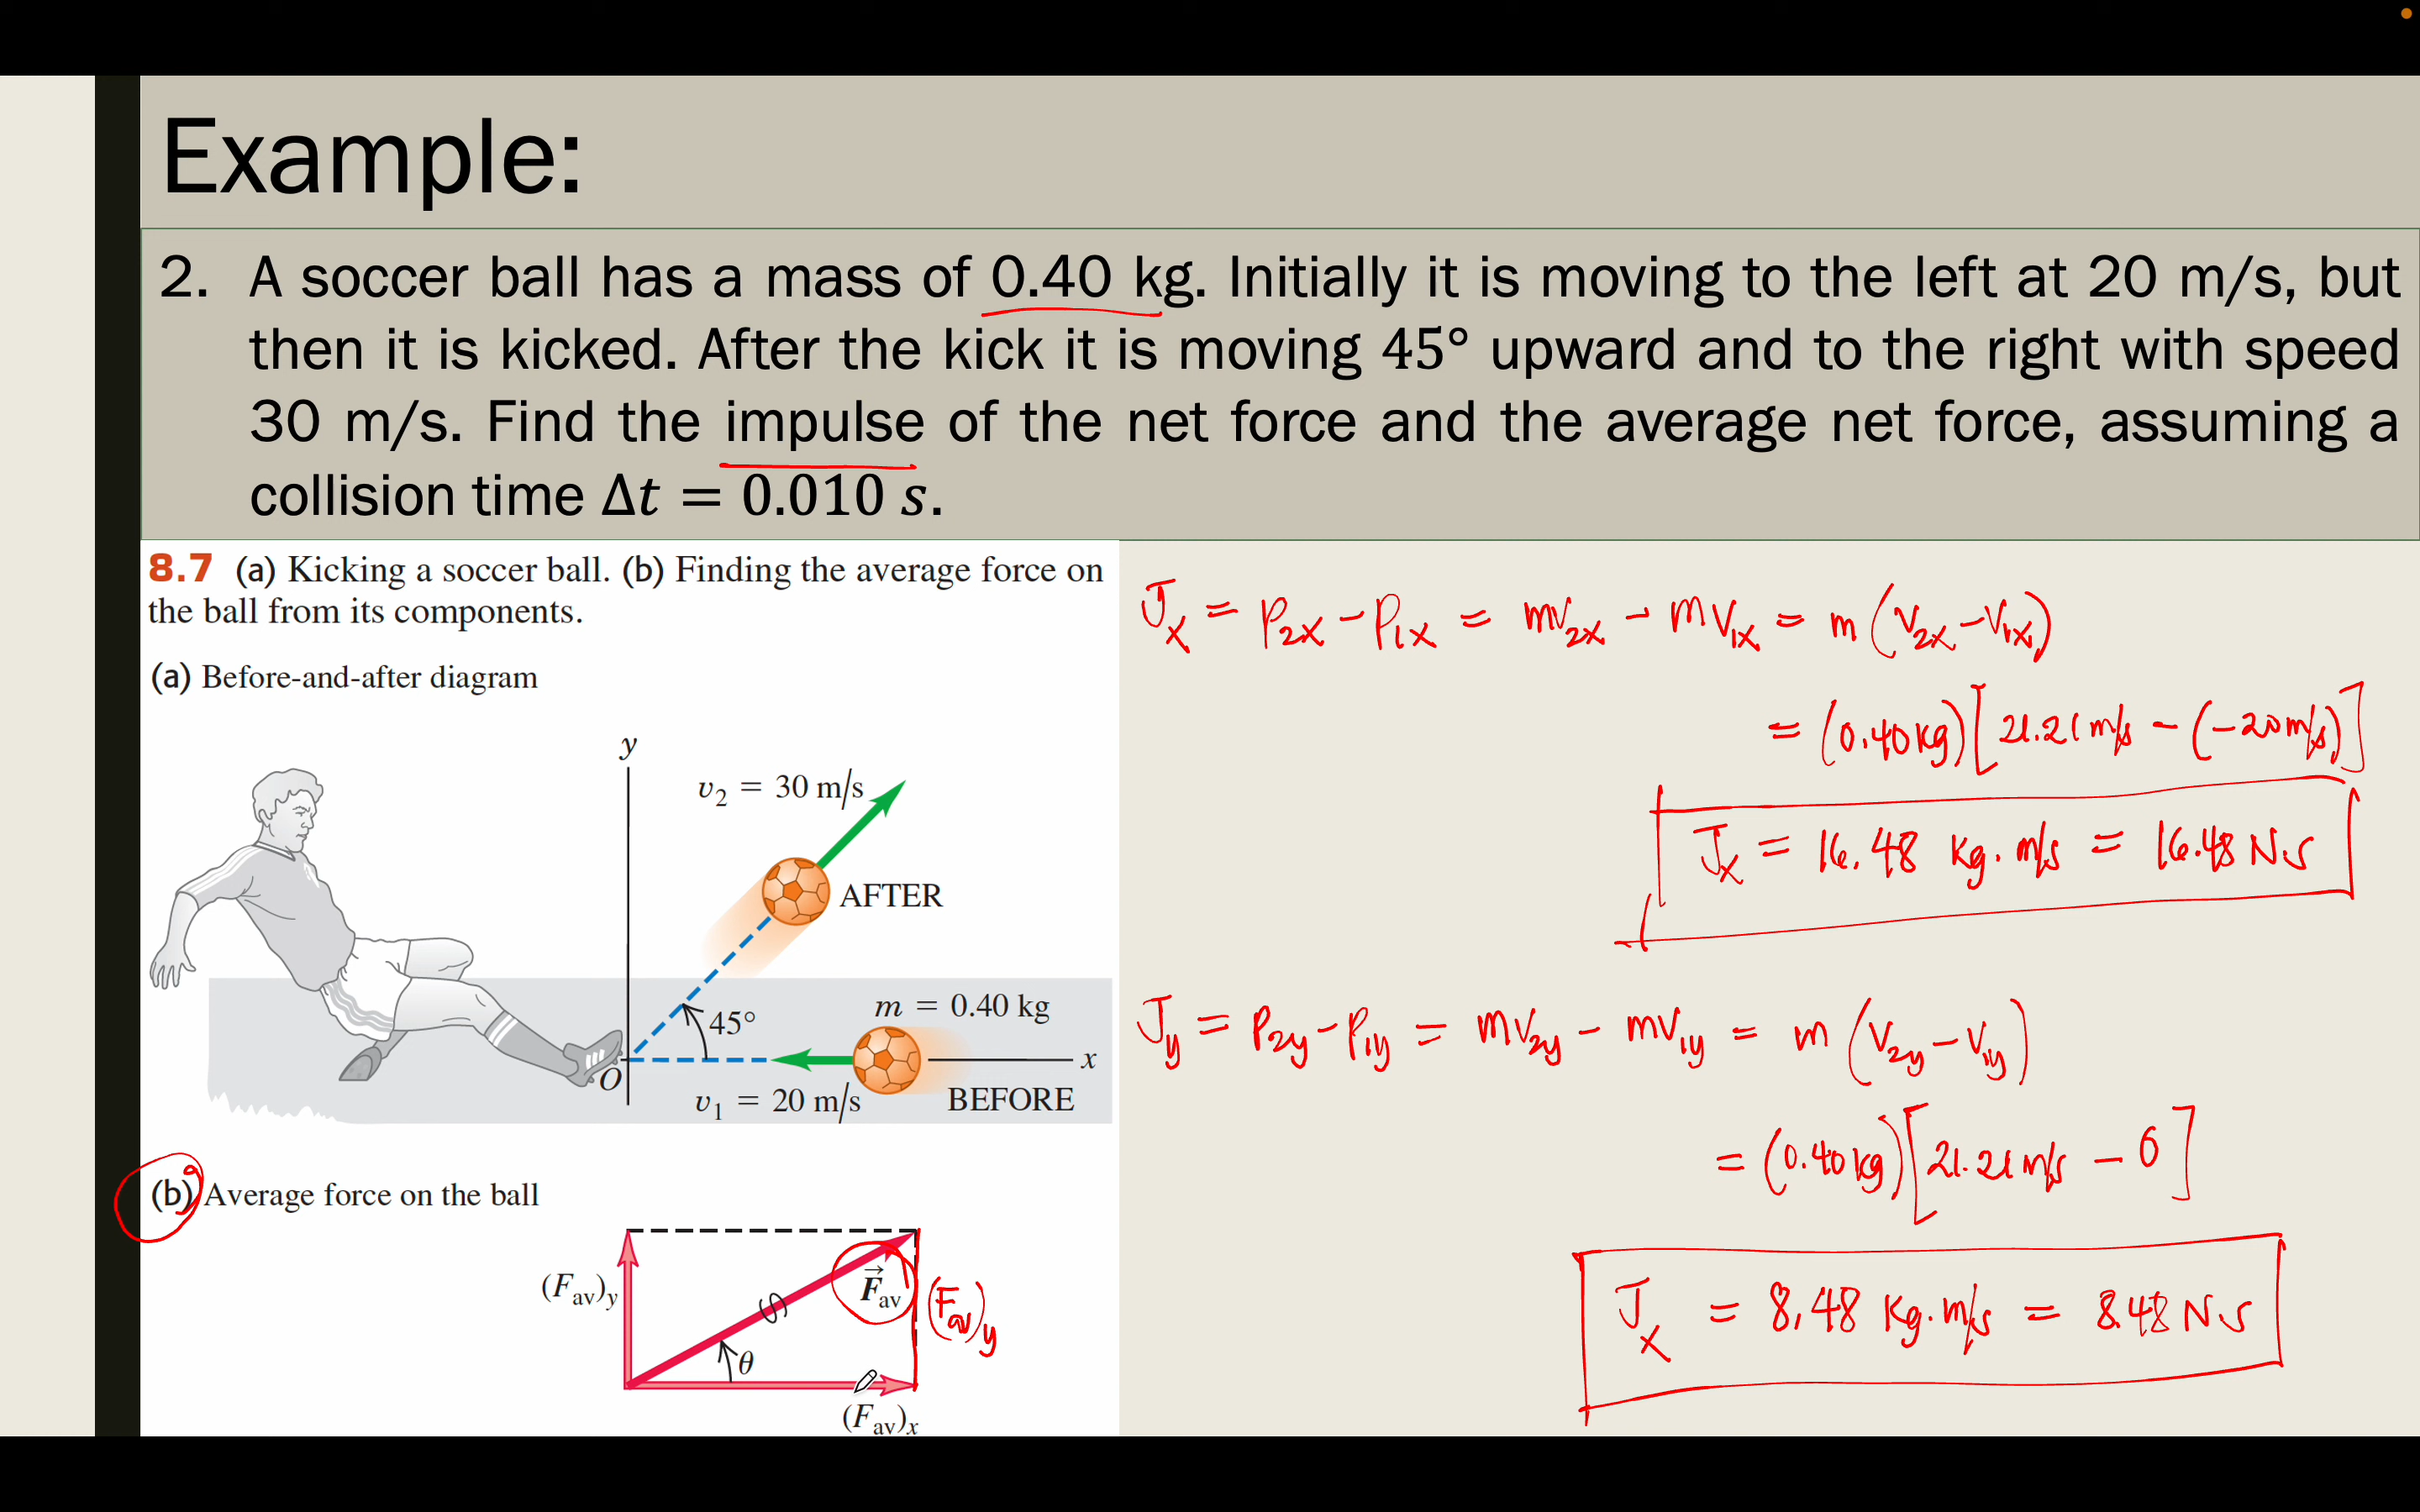 Example:
2. A soccer ball has a mass of 0.40 kg. Initially it is moving to the left at 20 m/s, but
then it is kicked. After the kick it is moving 45° upward and to the right with speed
30 m/s. Find the impulse of the net force and the average net force, assuming a
collision time Δt = 0.010 s.
8.7 (a) Kicking a soccer ball. (b) Finding the average force on
the ball from its components.
(a) Before-and-after diagram
y
v₂ = 30 m/s
AFTER
45°
m = 0.40 kg
x
O
v₁ = 20 m/s
BEFORE
(b) Average force on the ball
(Fav)y
F⃗av
(Fav)y
θ
(Fav)x
Jx = P2x - P1x = mv2x - mv1x = m(v2x - v1x)
= (0.40 kg)[21.21 m/s - (-20 m/s)]
Jx = 16.48 kg·m/s = 16.48 N·s
Jy = P2y - P1y = mv2y - mv1y = m(v2y - v1y)
= (0.40 kg)[21.21 m/s - 0]
Jx = 8.48 kg·m/s = 8.48 N·s